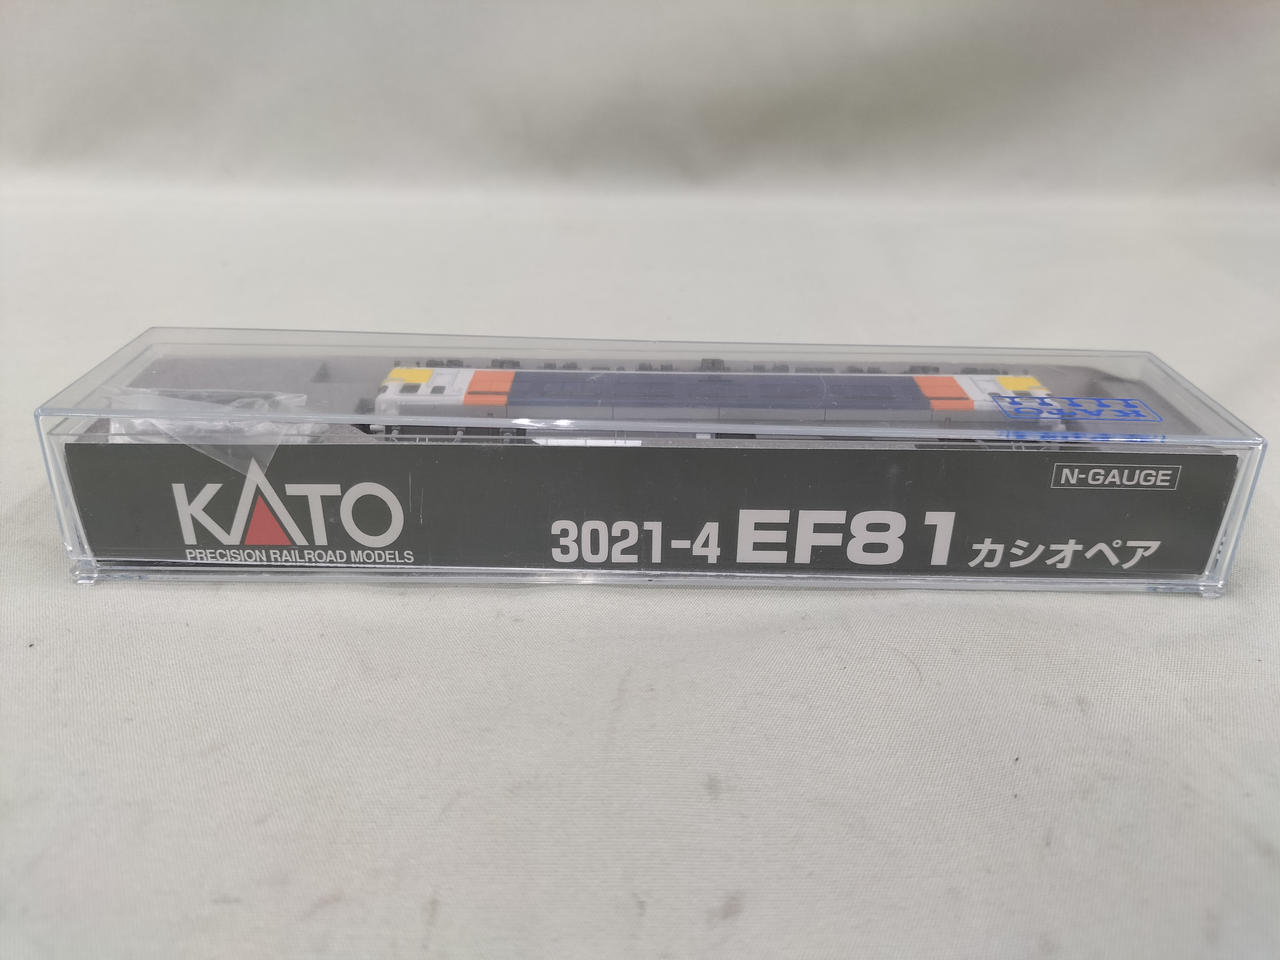 N-GAUGE
KATO
PRECISION RAILROAD MODELS
3021-4 EF81 カシオペア